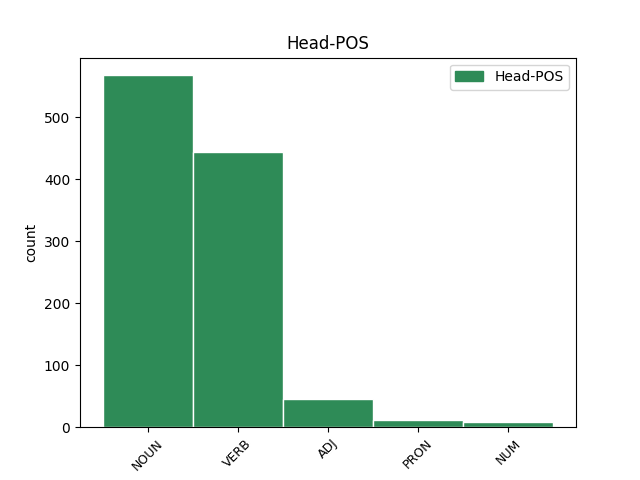 Head-POS
Head-POS
500
400
300
200
100
0
count
NOUN
VERB
ADJ
PRON
NUM